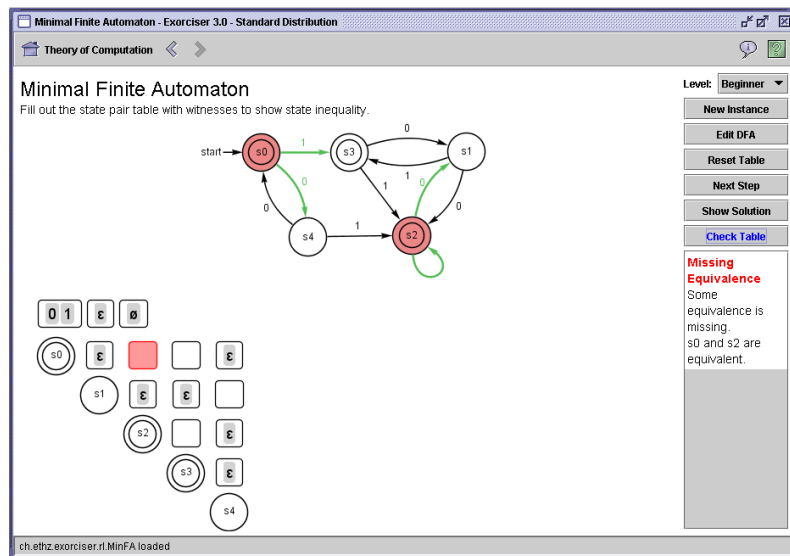 Minimal Finite Automaton - Exorciser 3.0 - Standard Distribution
Theory of Computation
Minimal Finite Automaton
Fill out the state pair table with witnesses to show state inequality.
Level: Beginner
New Instance
Edit DFA
Reset Table
Next Step
Show Solution
Check Table
Missing
Equivalence
Some
equivalence is
missing.
s0 and s2 are
equivalent.
start
s0
1
s3
0
s1
1
0
1
0
0
0
s4
1
s2
0 1 ε ø
s0 ε ε
s1 ε ε
s2 ε
s3 ε
s4
ch.ethz.exorciser.rl.MinFA loaded